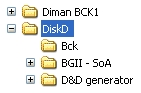 Diman BCK1
DiskD
Bck
BGII - SoA
D&D generator